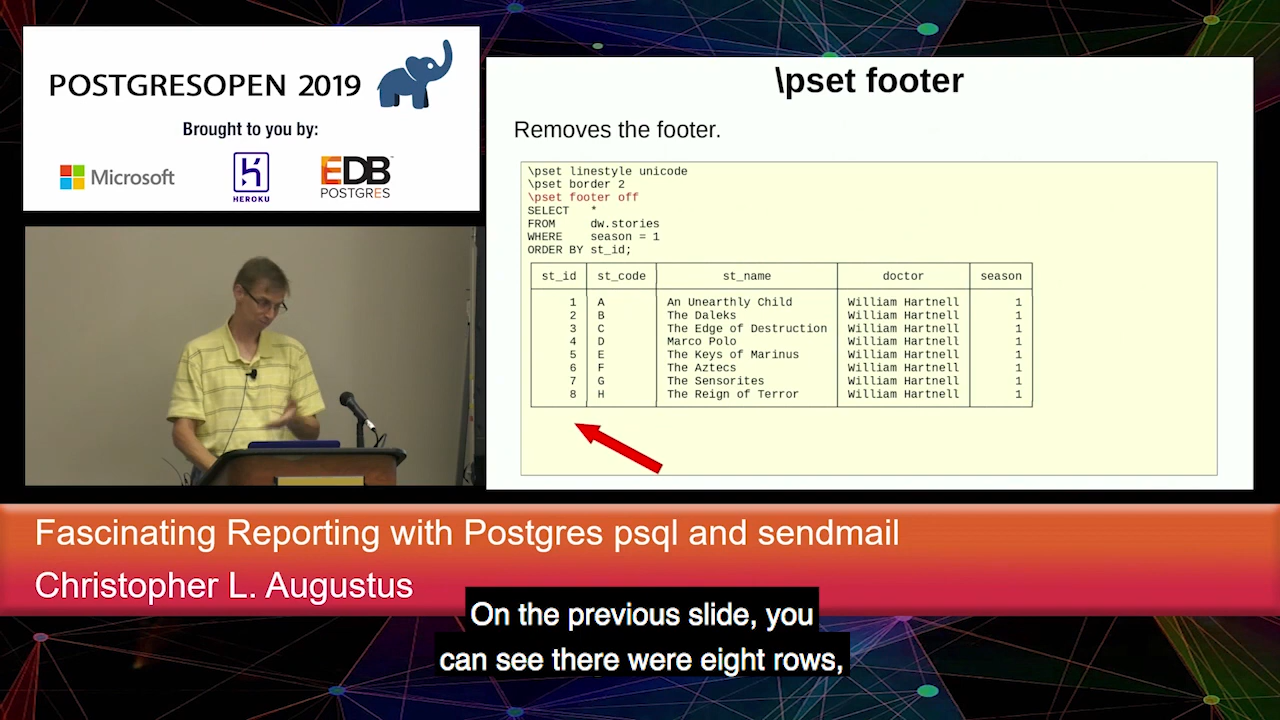 POSTGRESOPEN 2019
Brought to you by:
Microsoft
HEROKU
EDB
POSTGRES
\pset footer
Removes the footer.
\pset linestyle unicode
\pset border 2
\pset footer off
SELECT *
FROM dw.stories
WHERE season = 1
ORDER BY st_id;
st_id st_code st_name doctor season
1 A An Unearthly Child William Hartnell 1
2 B The Daleks William Hartnell 1
3 C The Edge of Destruction William Hartnell 1
4 D Marco Polo William Hartnell 1
5 E The Keys of Marinus William Hartnell 1
6 F The Aztecs William Hartnell 1
7 G The Sensorites William Hartnell 1
8 H The Reign of Terror William Hartnell 1
Fascinating Reporting with Postgres psql and sendmail
Christopher L. Augustus
On the previous slide, you
can see there were eight rows,